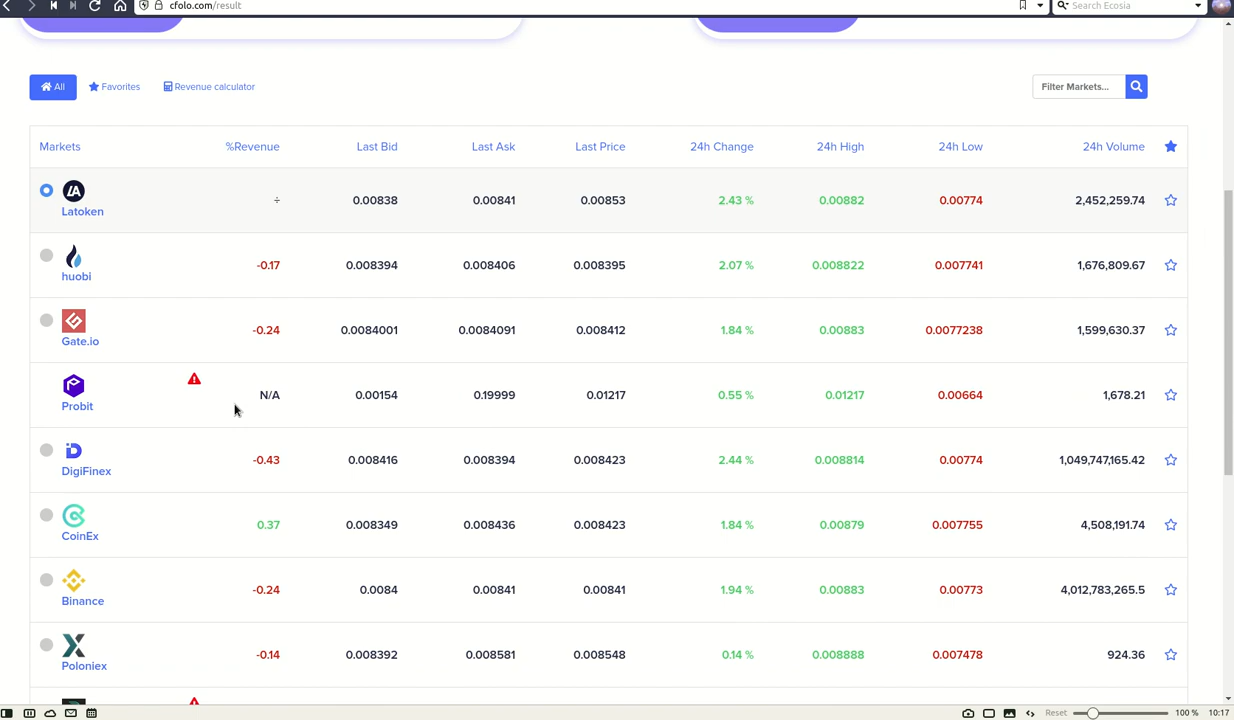 cfolo.com/result
Search Ecosia
All
Favorites
Revenue calculator
Filter Markets...
Markets %Revenue Last Bid Last Ask Last Price 24h Change 24h High 24h Low 24h Volume
Latoken ÷ 0.00838 0.00841 0.00853 2.43 % 0.00882 0.00774 2,452,259.74
huobi -0.17 0.008394 0.008406 0.008395 2.07 % 0.008822 0.007741 1,676,809.67
Gate.io -0.24 0.0084001 0.0084091 0.008412 1.84 % 0.00883 0.0077238 1,599,630.37
Probit N/A 0.00154 0.19999 0.01217 0.55 % 0.01217 0.00664 1,678.21
DigiFinex -0.43 0.008416 0.008394 0.008423 2.44 % 0.008814 0.00774 1,049,747,165.42
CoinEx 0.37 0.008349 0.008436 0.008423 1.84 % 0.00879 0.007755 4,508,191.74
Binance -0.24 0.0084 0.00841 0.00841 1.94 % 0.00883 0.00773 4,012,783,265.5
Poloniex -0.14 0.008392 0.008581 0.008548 0.14 % 0.008888 0.007478 924.36
Reset 100 % 10:17